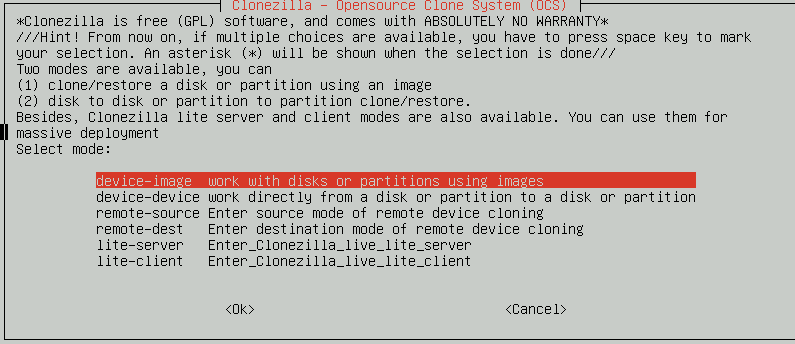 Clonezilla - Opensource Clone System (OCS)
*Clonezilla is free (GPL) software, and comes with ABSOLUTELY NO WARRANTY*
///Hint! From now on, if multiple choices are available, you have to press space key to mark
your selection. An asterisk (*) will be shown when the selection is done///
Two modes are available, you can
(1) clone/restore a disk or partition using an image
(2) disk to disk or partition to partition clone/restore.
Besides, Clonezilla lite server and client modes are also available. You can use them for
massive deployment
Select mode:
device-image work with disks or partitions using images
device-device work directly from a disk or partition to a disk or partition
remote-source Enter source mode of remote device cloning
remote-dest Enter destination mode of remote device cloning
lite-server Enter_Clonezilla_live_lite_server
lite-client Enter_Clonezilla_live_lite_client
<Ok> <Cancel>